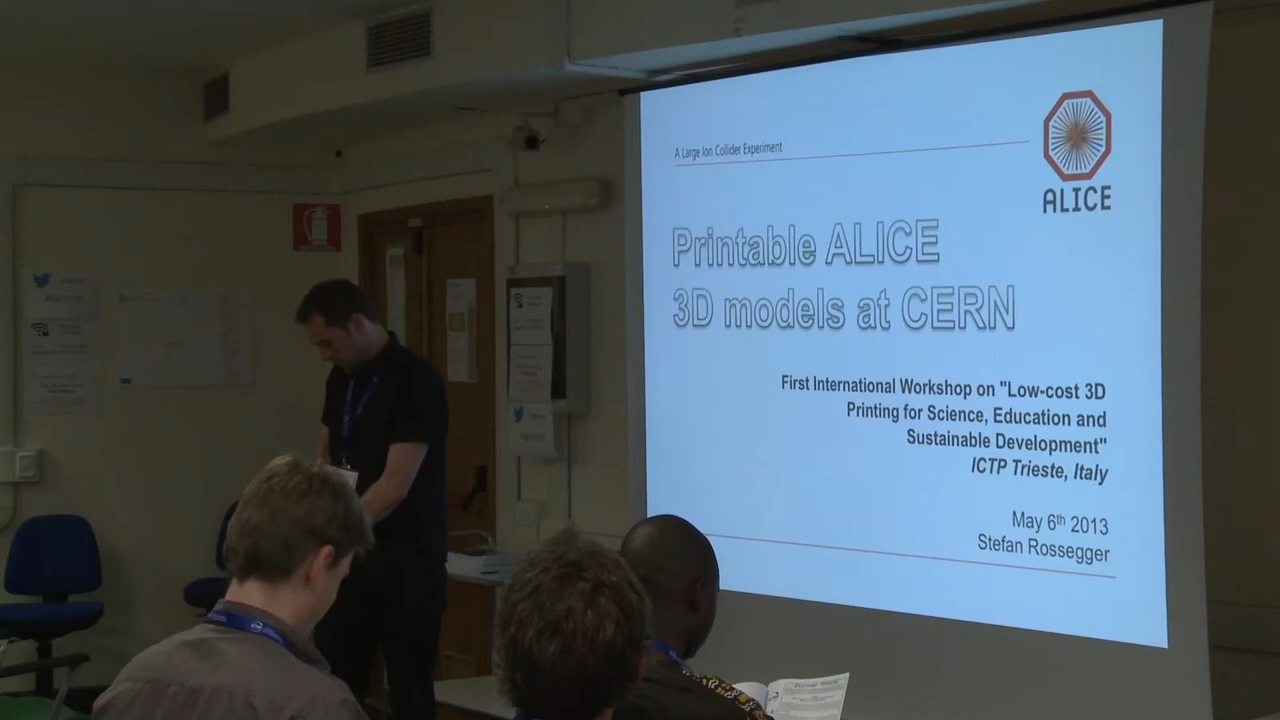 A Large Ion Collider Experiment
ALICE
Printable ALICE
3D models at CERN
First International Workshop on "Low-cost 3D
Printing for Science, Education and
Sustainable Development"
ICTP Trieste, Italy
May 6th 2013
Stefan Rossegger